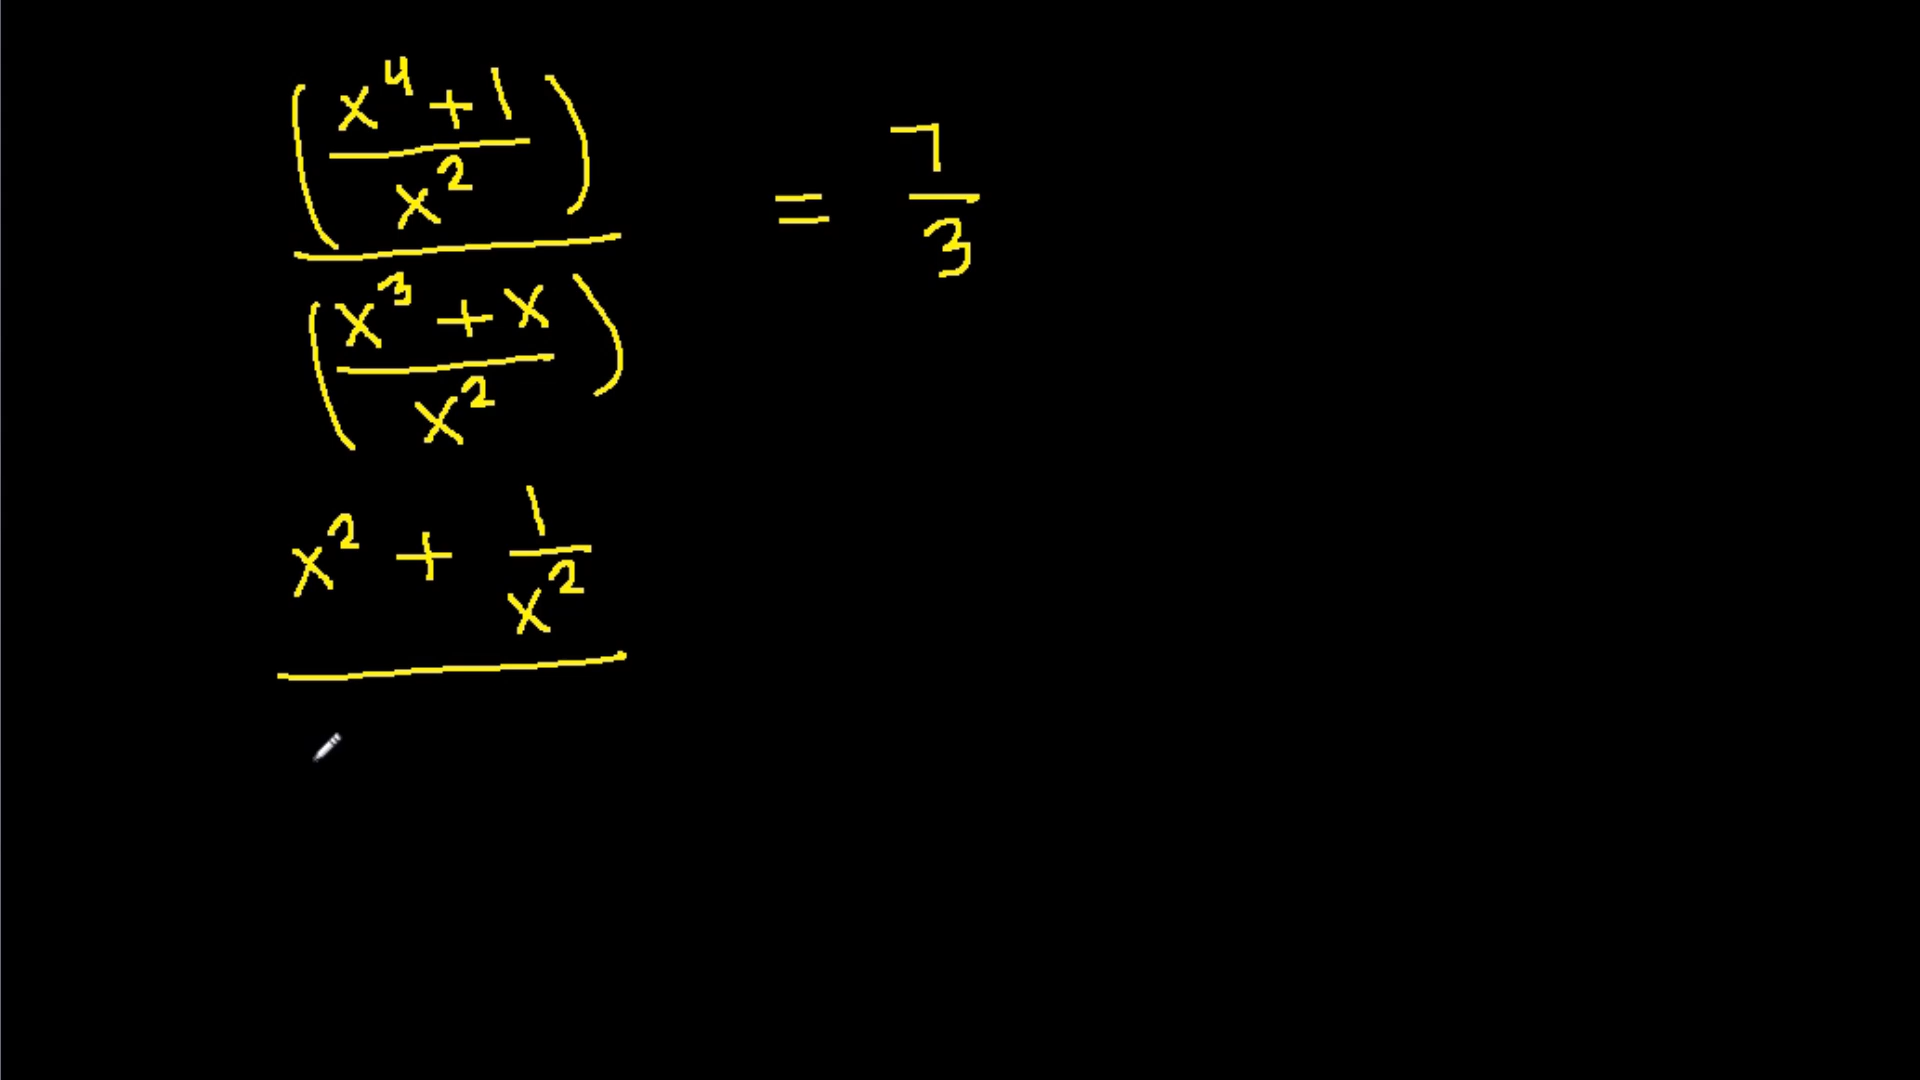 (x⁴ + 1 / x²) / (x³ + x / x²) = 7/3
x² + 1/x²